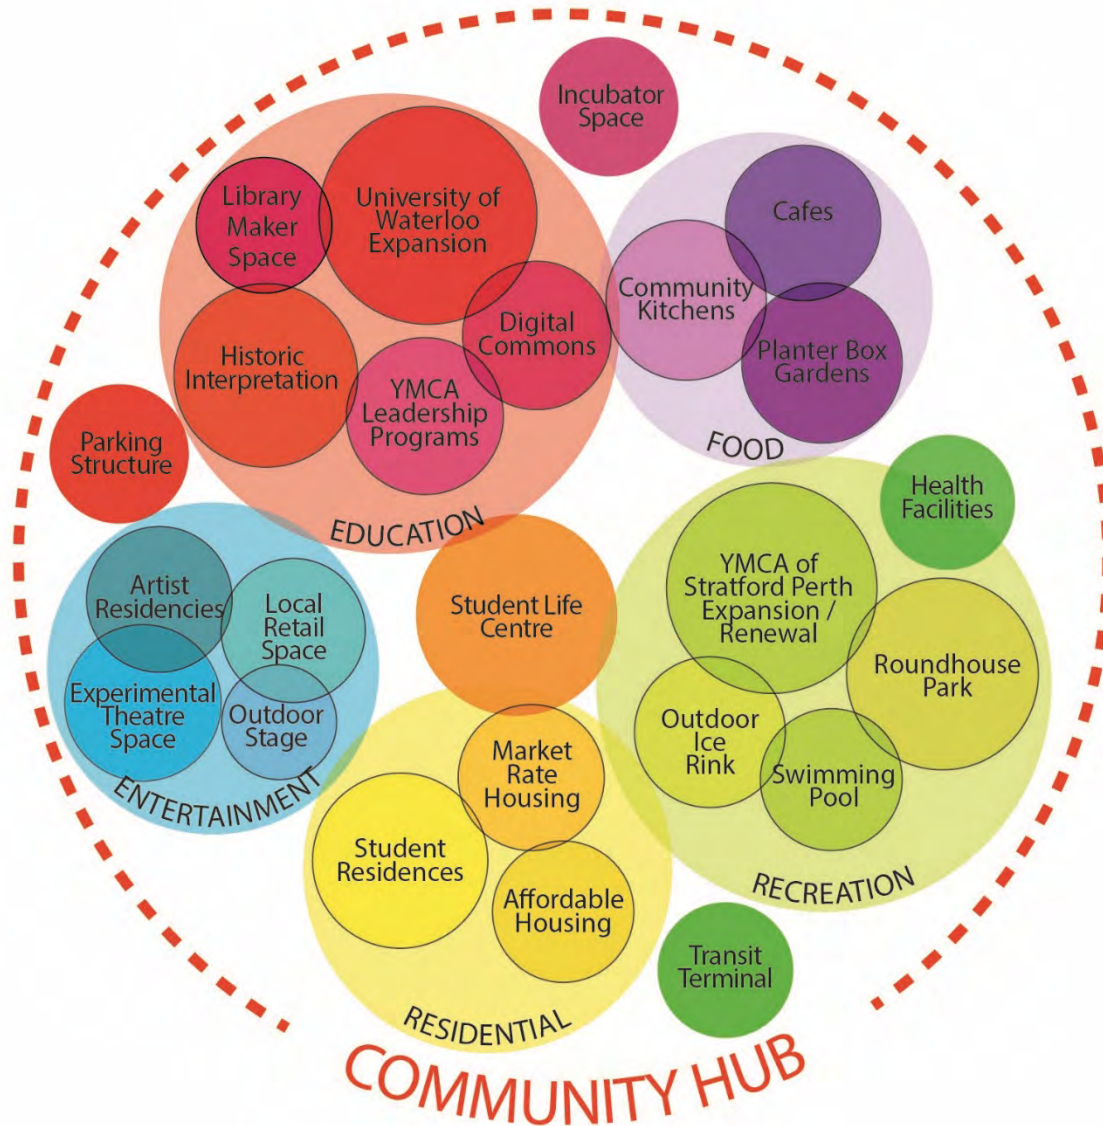 Incubator
Space
Library
Maker
Space
University of
Waterloo
Expansion
Digital
Commons
Historic
Interpretation
YMCA
Leadership
Programs
EDUCATION
Cafes
Community
Kitchens
Planter Box
Gardens
FOOD
Parking
Structure
Health
Facilities
Artist
Residencies
Local
Retail
Space
Experimental
Theatre
Space
Outdoor
Stage
ENTERTAINMENT
Student Life
Centre
YMCA of
Stratford Perth
Expansion /
Renewal
Roundhouse
Park
Outdoor
Ice
Rink
Swimming
Pool
RECREATION
Market
Rate
Housing
Student
Residences
Affordable
Housing
RESIDENTIAL
Transit
Terminal
COMMUNITY HUB